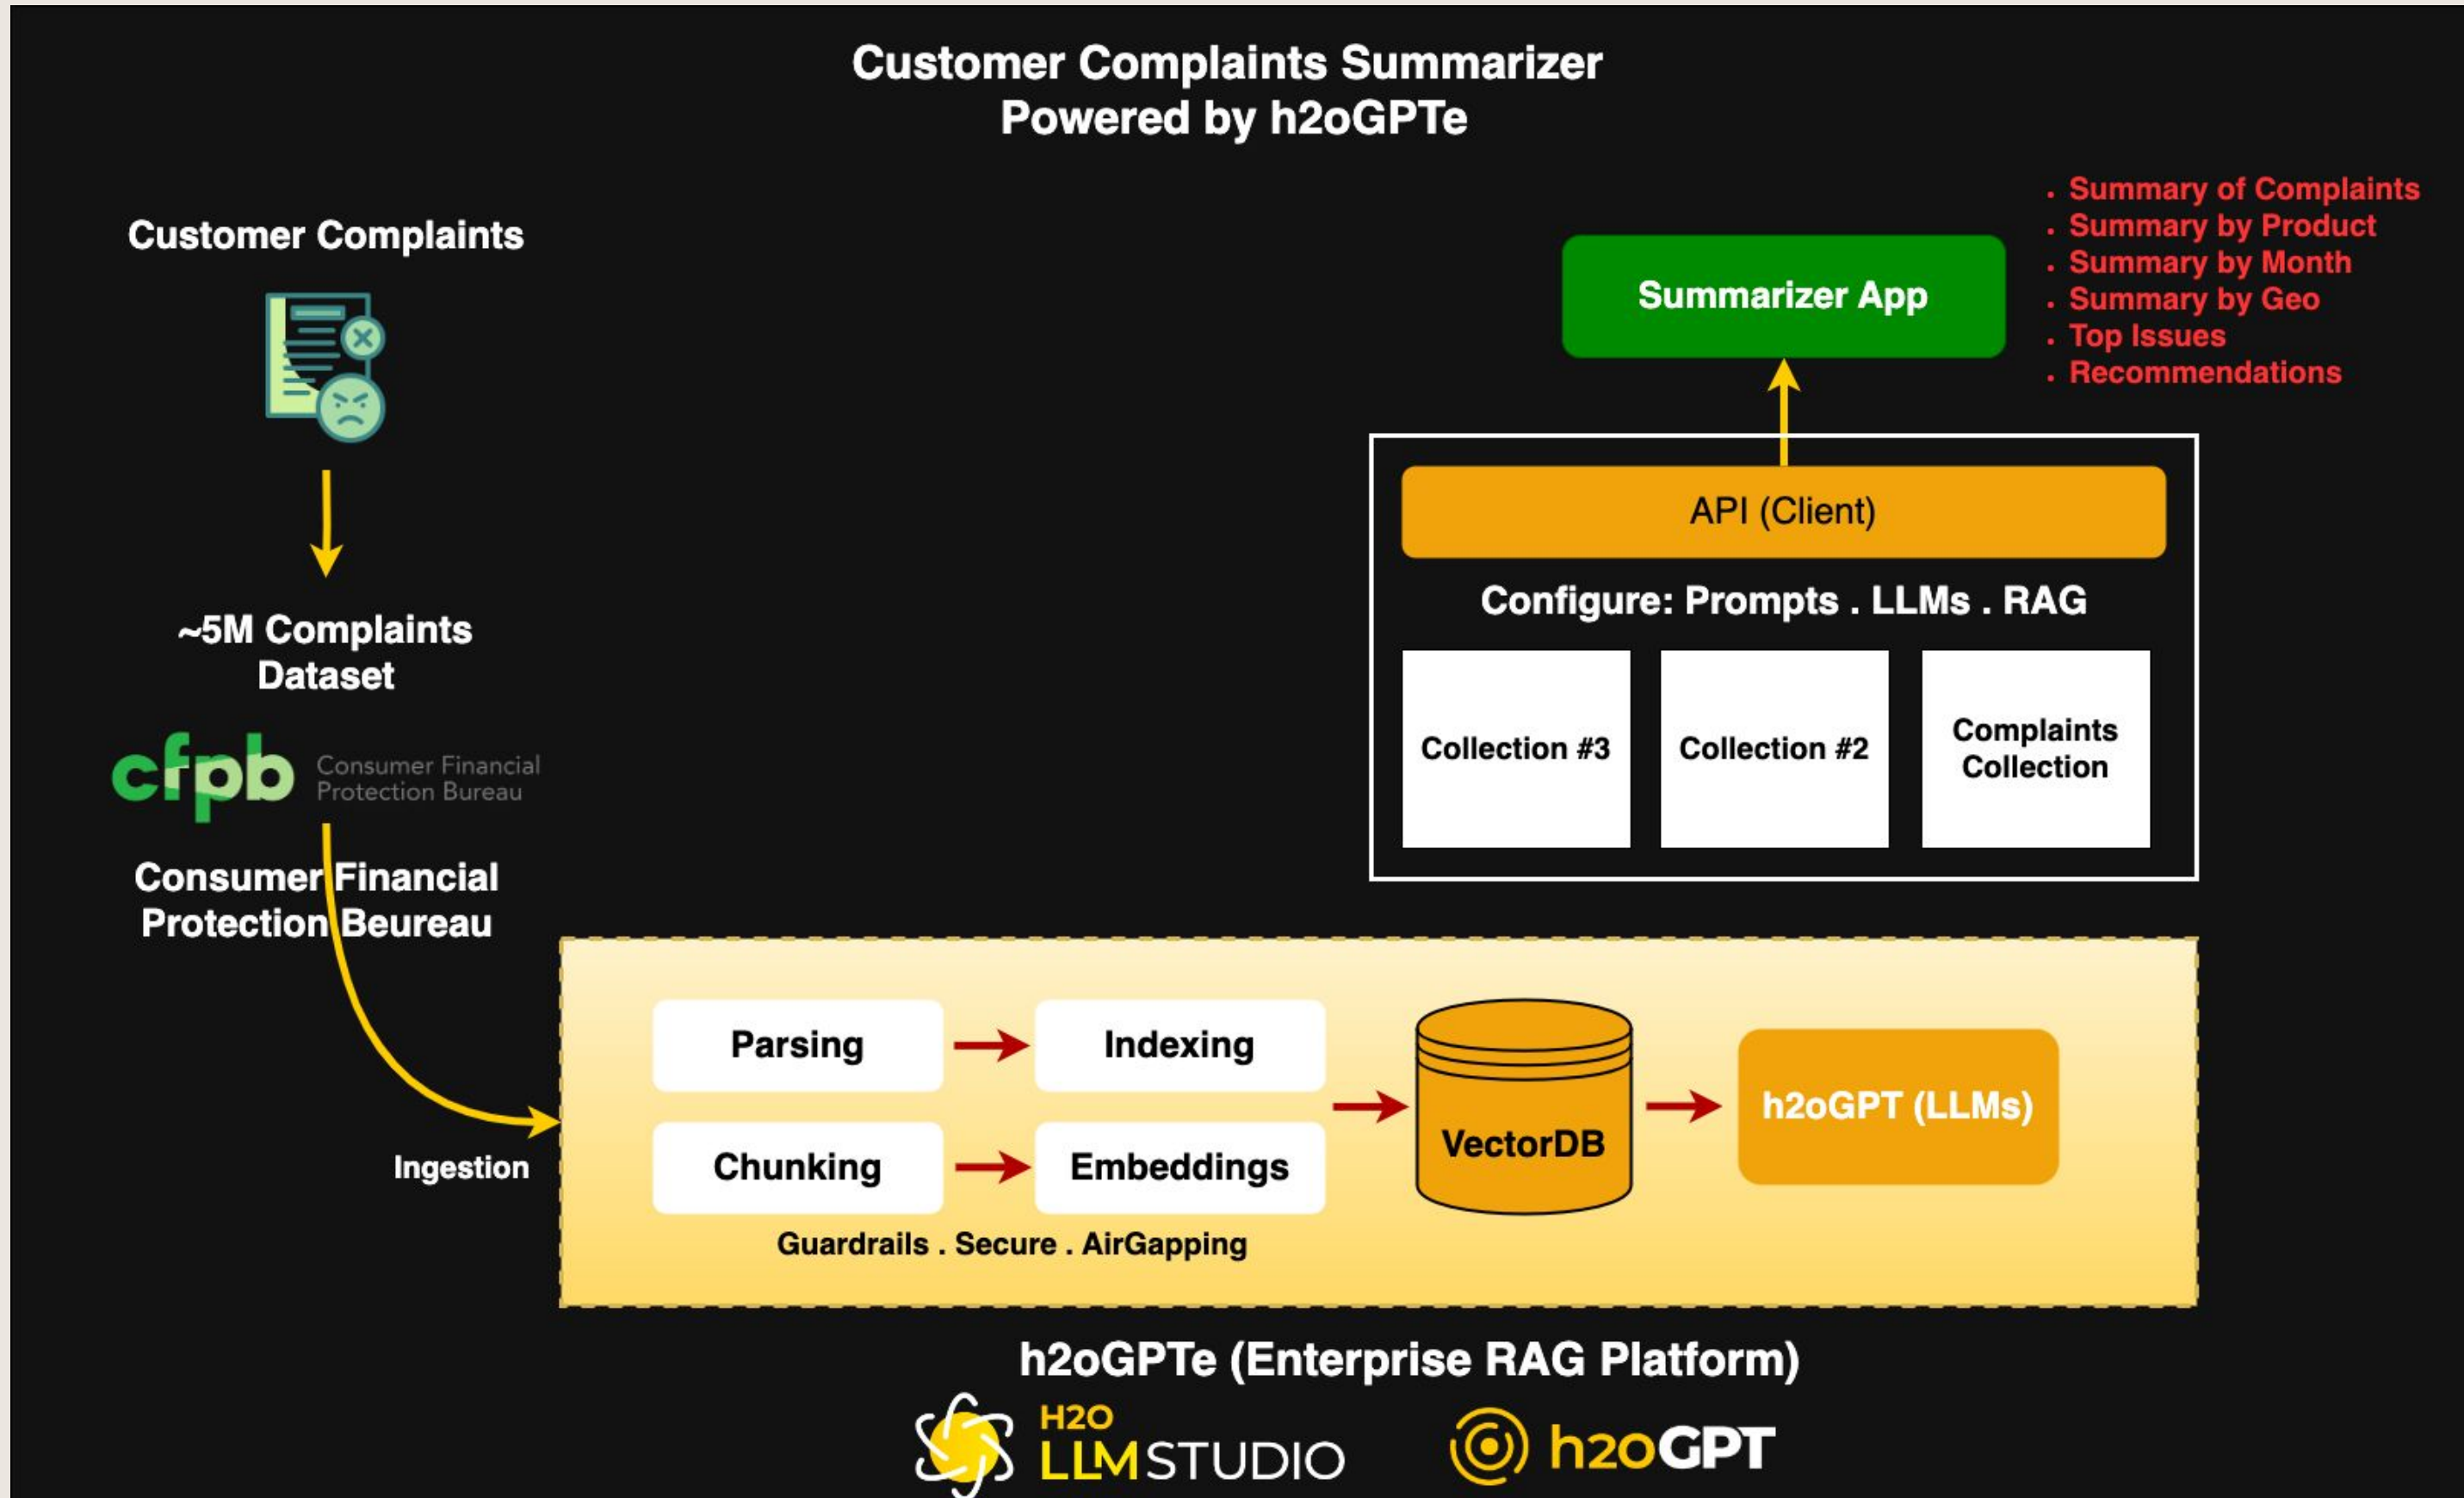 Customer Complaints Summarizer
Powered by h2oGPTe
Customer Complaints
~5M Complaints
Dataset
cfpb
Consumer Financial
Protection Bureau
Consumer Financial
Protection Beureau
Ingestion
. Summary of Complaints
. Summary by Product
. Summary by Month
. Summary by Geo
. Top Issues
. Recommendations
Summarizer App
API (Client)
Configure: Prompts . LLMs . RAG
Collection #3
Collection #2
Complaints
Collection
Parsing
Indexing
Chunking
Embeddings
Guardrails . Secure . AirGapping
VectorDB
h2oGPT (LLMs)
h2oGPTe (Enterprise RAG Platform)
H2O
LLM STUDIO
h2oGPT